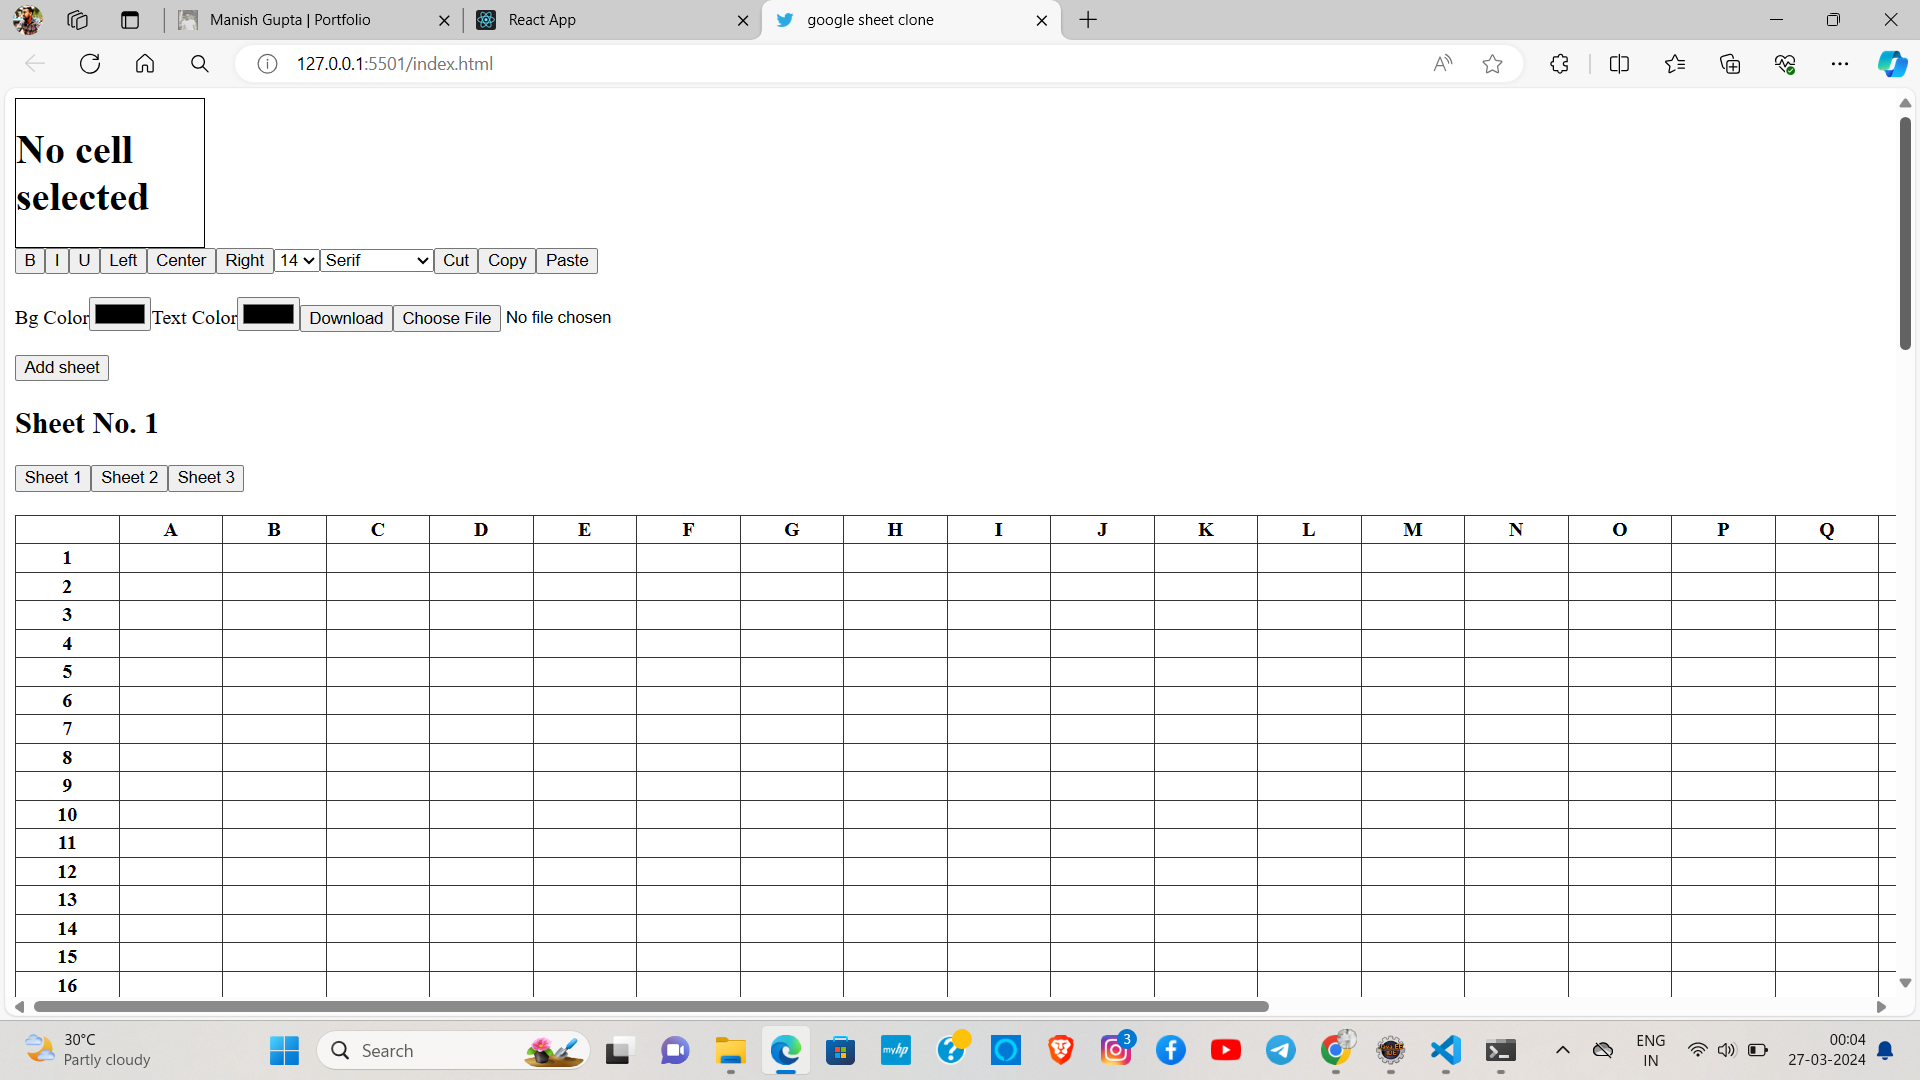 Manish Gupta | Portfolio
React App
google sheet clone
127.0.0.1:5501/index.html
No cell
selected
B I U Left Center Right 14 Serif Cut Copy Paste
Bg Color Text Color Download Choose File No file chosen
Add sheet
Sheet No. 1
Sheet 1 Sheet 2 Sheet 3
A B C D E F G H I J K L M N O P Q
1
2
3
4
5
6
7
8
9
10
11
12
13
14
15
16
30°C
Partly cloudy
Search
myhp
3
ENG
IN
00:04
27-03-2024